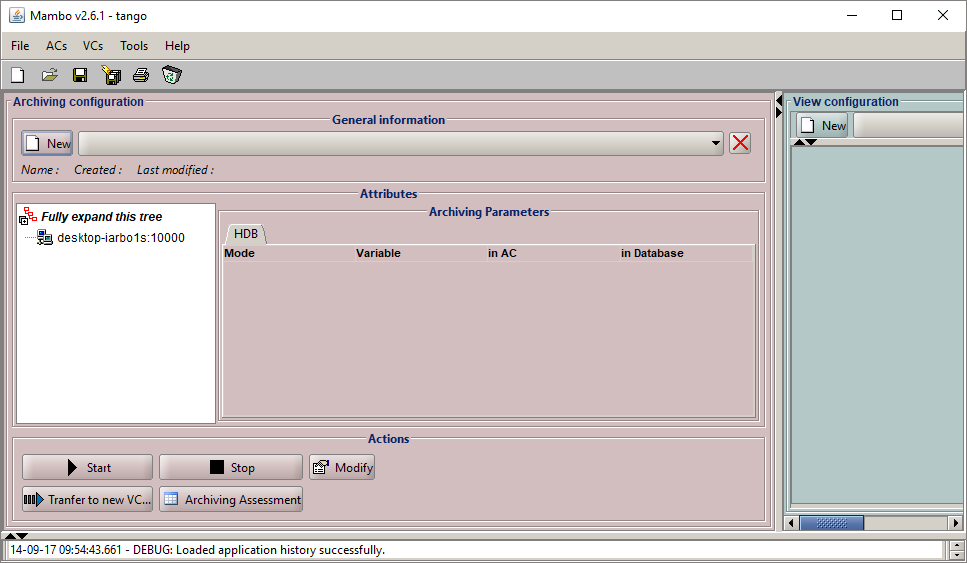 Mambo v2.6.1 - tango
File ACs VCs Tools Help
Archiving configuration
General information
New
Name : Created : Last modified :
Attributes
Fully expand this tree
desktop-iarbo1s:10000
Archiving Parameters
HDB
Mode Variable in AC in Database
Actions
Start Stop Modify
Tranfer to new VC... Archiving Assessment
View configuration
New
14-09-17 09:54:43.661 - DEBUG: Loaded application history successfully.